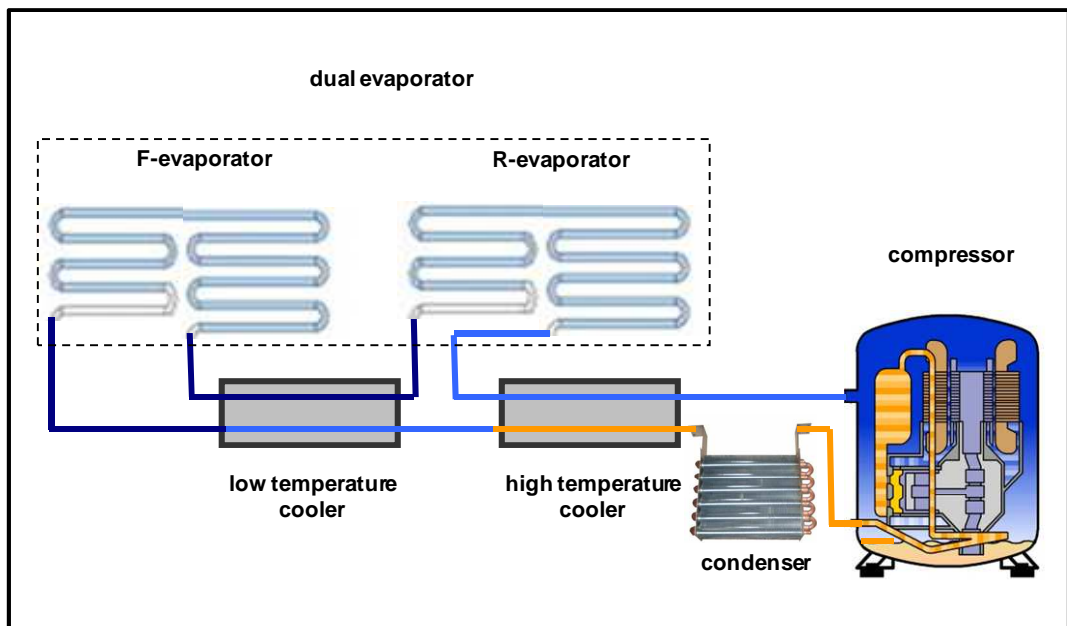 dual evaporator
F-evaporator
R-evaporator
compressor
low temperature
cooler
high temperature
cooler
condenser